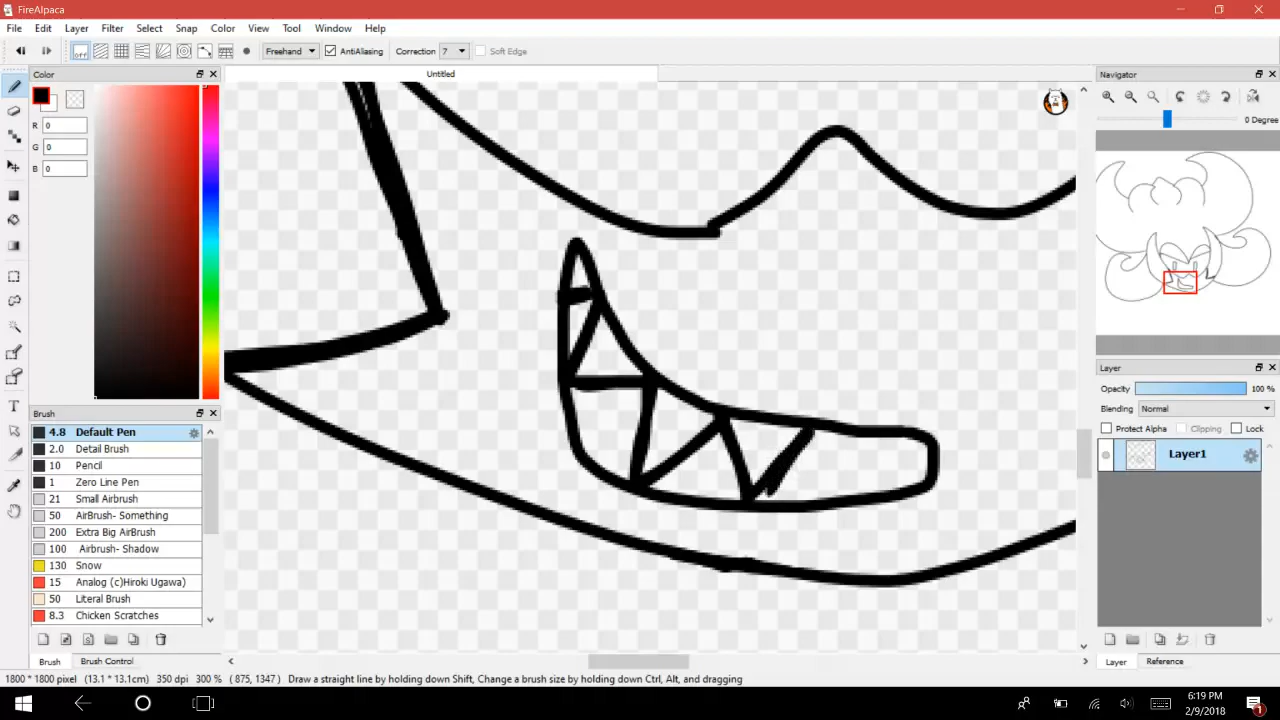 FireAlpaca
File Edit Layer Filter Select Snap Color View Tool Window Help
off Freehand AntiAliasing Correction 7 Soft Edge
Color
Untitled
Navigator
R 0
G 0
B 0
0 Degree
Layer
Opacity 100 %
Blending Normal
Protect Alpha Clipping Lock
Layer1
Brush
4.8 Default Pen
2.0 Detail Brush
10 Pencil
1 Zero Line Pen
21 Small Airbrush
50 AirBrush- Something
200 Extra Big AirBrush
100 Airbrush- Shadow
130 Snow
15 Analog (c)Hiroki Ugawa)
50 Literal Brush
8.3 Chicken Scratches
Brush Brush Control
Layer Reference
1800 * 1800 pixel (13.1 * 13.1cm) 350 dpi 300 % ( 875, 1347 ) Draw a straight line by holding down Shift, Change a brush size by holding down Ctrl, Alt, and dragging
6:19 PM
2/9/2018
1